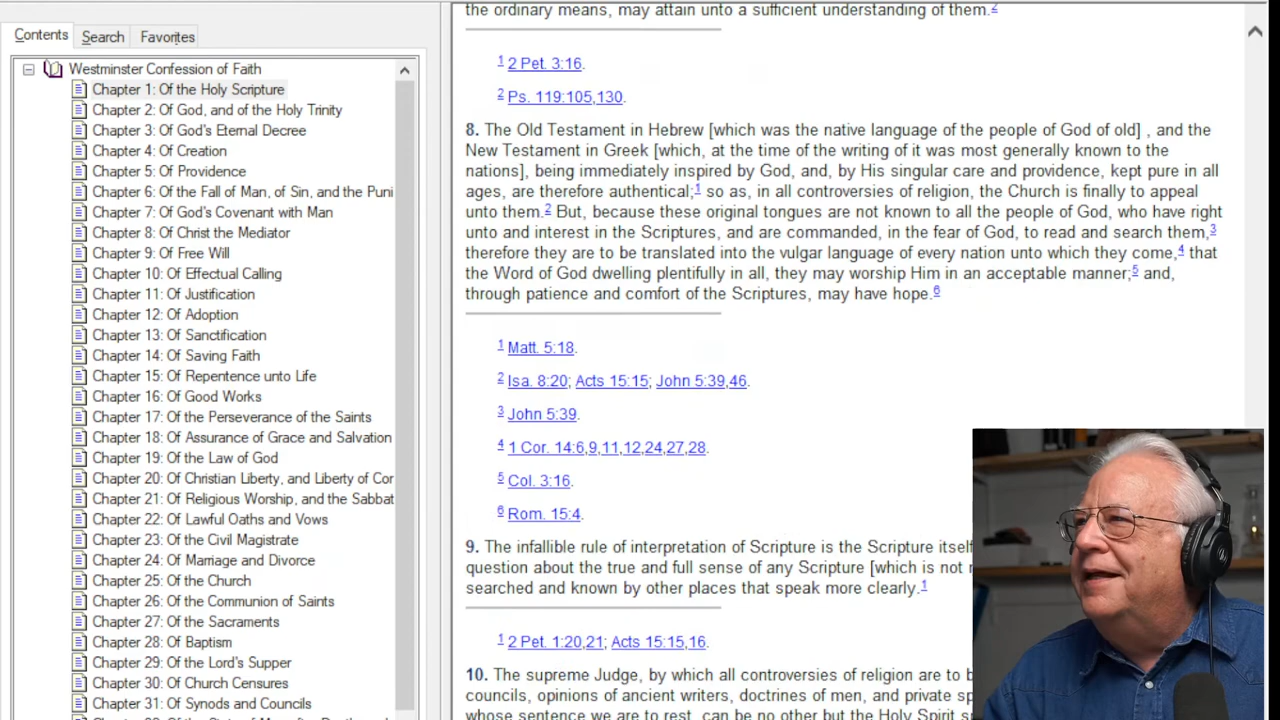 Contents Search Favorites
Westminster Confession of Faith
Chapter 1: Of the Holy Scripture
Chapter 2: Of God, and of the Holy Trinity
Chapter 3: Of God's Eternal Decree
Chapter 4: Of Creation
Chapter 5: Of Providence
Chapter 6: Of the Fall of Man, of Sin, and the Puni
Chapter 7: Of God's Covenant with Man
Chapter 8: Of Christ the Mediator
Chapter 9: Of Free Will
Chapter 10: Of Effectual Calling
Chapter 11: Of Justification
Chapter 12: Of Adoption
Chapter 13: Of Sanctification
Chapter 14: Of Saving Faith
Chapter 15: Of Repentence unto Life
Chapter 16: Of Good Works
Chapter 17: Of the Perseverance of the Saints
Chapter 18: Of Assurance of Grace and Salvation
Chapter 19: Of the Law of God
Chapter 20: Of Christian Liberty, and Liberty of Cor
Chapter 21: Of Religious Worship, and the Sabbat
Chapter 22: Of Lawful Oaths and Vows
Chapter 23: Of the Civil Magistrate
Chapter 24: Of Marriage and Divorce
Chapter 25: Of the Church
Chapter 26: Of the Communion of Saints
Chapter 27: Of the Sacraments
Chapter 28: Of Baptism
Chapter 29: Of the Lord's Supper
Chapter 30: Of Church Censures
Chapter 31: Of Synods and Councils
the ordinary means, may attain unto a sufficient understanding of them.2
1 2 Pet. 3:16.
2 Ps. 119:105,130.
8. The Old Testament in Hebrew [which was the native language of the people of God of old] , and the
New Testament in Greek [which, at the time of the writing of it was most generally known to the
nations], being immediately inspired by God, and, by His singular care and providence, kept pure in all
ages, are therefore authentical;1 so as, in all controversies of religion, the Church is finally to appeal
unto them.2 But, because these original tongues are not known to all the people of God, who have right
unto and interest in the Scriptures, and are commanded, in the fear of God, to read and search them,3
therefore they are to be translated into the vulgar language of every nation unto which they come,4 that
the Word of God dwelling plentifully in all, they may worship Him in an acceptable manner;5 and,
through patience and comfort of the Scriptures, may have hope.6
1 Matt. 5:18.
2 Isa. 8:20; Acts 15:15; John 5:39,46.
3 John 5:39.
4 1 Cor. 14:6,9,11,12,24,27,28.
5 Col. 3:16.
6 Rom. 15:4.
9. The infallible rule of interpretation of Scripture is the Scripture itself
question about the true and full sense of any Scripture [which is not
searched and known by other places that speak more clearly.1
1 2 Pet. 1:20,21; Acts 15:15,16.
10. The supreme Judge, by which all controversies of religion are to
councils, opinions of ancient writers, doctrines of men, and private
whose sentence we are to rest, can be no other but the Holy Spirit